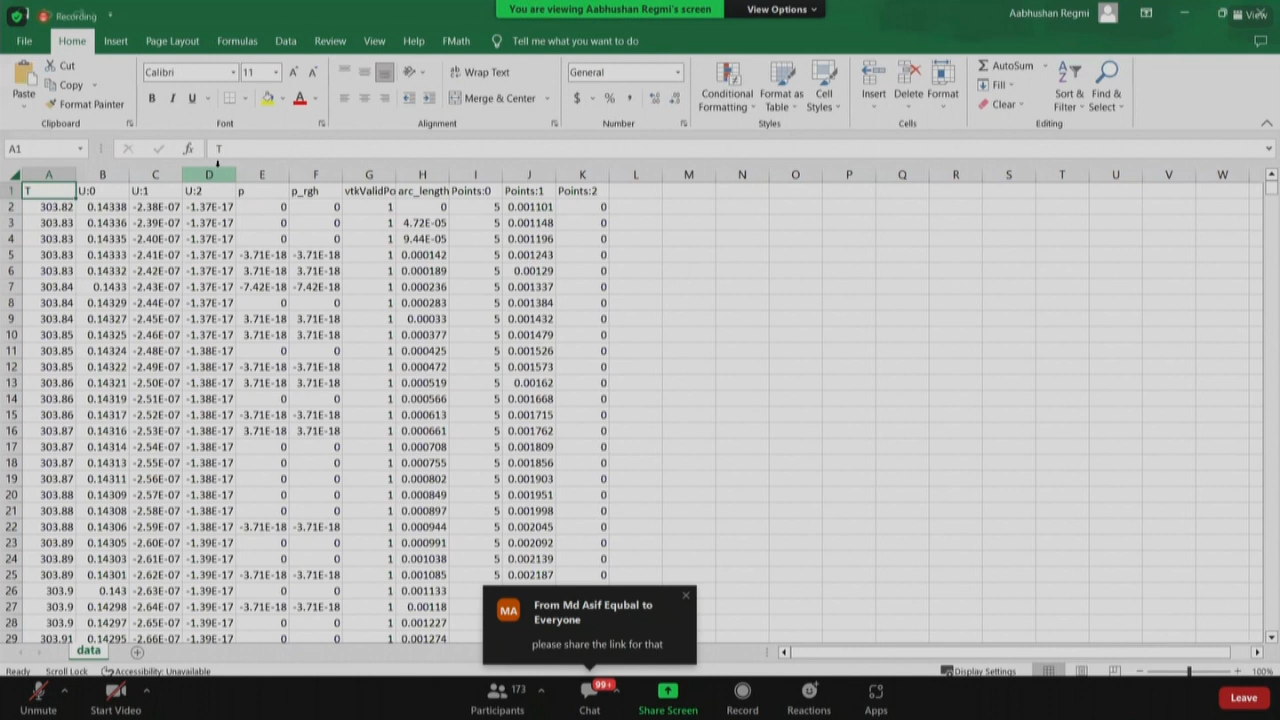 Recording
You are viewing Aabhushan Regmi's screen
View Options
Aabhushan Regmi
View
File Home Insert Page Layout Formulas Data Review View Help FMath Tell me what you want to do
Paste
Cut
Copy
Format Painter
Calibri 11
B I U
Wrap Text
Merge & Center
General
$ % ,
Conditional Formatting
Format as Table
Cell Styles
Insert
Delete
Format
AutoSum
Fill
Clear
Sort & Filter
Find & Select
Clipboard Font Alignment Number Styles Cells Editing
A1 fx T
A B C D E F G H I J K L M N O P Q R S T U V W
1 T U:0 U:1 U:2 p p_rgh vtkValidPo arc_length Points:0 Points:1 Points:2
2 303.82 0.14338 -2.38E-07 -1.37E-17 0 0 1 0 5 0.001101 0
3 303.83 0.14336 -2.39E-07 -1.37E-17 0 0 1 4.72E-05 5 0.001148 0
4 303.83 0.14335 -2.40E-07 -1.37E-17 0 0 1 9.44E-05 5 0.001196 0
5 303.83 0.14333 -2.41E-07 -1.37E-17 -3.71E-18 -3.71E-18 1 0.000142 5 0.001243 0
6 303.83 0.14332 -2.42E-07 -1.37E-17 3.71E-18 3.71E-18 1 0.000189 5 0.00129 0
7 303.84 0.1433 -2.43E-07 -1.37E-17 -7.42E-18 -7.42E-18 1 0.000236 5 0.001337 0
8 303.84 0.14329 -2.44E-07 -1.37E-17 0 0 1 0.000283 5 0.001384 0
9 303.84 0.14327 -2.45E-07 -1.37E-17 3.71E-18 3.71E-18 1 0.00033 5 0.001432 0
10 303.85 0.14325 -2.46E-07 -1.37E-17 3.71E-18 3.71E-18 1 0.000377 5 0.001479 0
11 303.85 0.14324 -2.48E-07 -1.38E-17 0 0 1 0.000425 5 0.001526 0
12 303.85 0.14322 -2.49E-07 -1.38E-17 -3.71E-18 -3.71E-18 1 0.000472 5 0.001573 0
13 303.86 0.14321 -2.50E-07 -1.38E-17 3.71E-18 3.71E-18 1 0.000519 5 0.00162 0
14 303.86 0.14319 -2.51E-07 -1.38E-17 0 0 1 0.000566 5 0.001668 0
15 303.86 0.14317 -2.52E-07 -1.38E-17 -3.71E-18 -3.71E-18 1 0.000613 5 0.001715 0
16 303.87 0.14316 -2.53E-07 -1.38E-17 3.71E-18 3.71E-18 1 0.000661 5 0.001762 0
17 303.87 0.14314 -2.54E-07 -1.38E-17 0 0 1 0.000708 5 0.001809 0
18 303.87 0.14313 -2.55E-07 -1.38E-17 0 0 1 0.000755 5 0.001856 0
19 303.87 0.14311 -2.56E-07 -1.38E-17 0 0 1 0.000802 5 0.001903 0
20 303.88 0.14309 -2.57E-07 -1.38E-17 0 0 1 0.000849 5 0.001951 0
21 303.88 0.14308 -2.58E-07 -1.38E-17 0 0 1 0.000897 5 0.001998 0
22 303.88 0.14306 -2.59E-07 -1.38E-17 -3.71E-18 -3.71E-18 1 0.000944 5 0.002045 0
23 303.89 0.14305 -2.60E-07 -1.39E-17 0 0 1 0.000991 5 0.002092 0
24 303.89 0.14303 -2.61E-07 -1.39E-17 0 0 1 0.001038 5 0.002139 0
25 303.89 0.14301 -2.62E-07 -1.39E-17 -3.71E-18 -3.71E-18 1 0.001085 5 0.002187 0
26 303.9 0.143 -2.63E-07 -1.39E-17 0 0 1 0.001133
27 303.9 0.14298 -2.64E-07 -1.39E-17 -3.71E-18 -3.71E-18 1 0.00118
28 303.9 0.14297 -2.65E-07 -1.39E-17 0 0 1 0.001227
29 303.91 0.14295 -2.66E-07 -1.39E-17 0 0 1 0.001274
MA
From Md Asif Equbal to
Everyone
please share the link for that
data
Ready Scroll Lock Accessibility: Unavailable Display Settings 100%
Unmute Start Video Participants 173 Chat 99+ Share Screen Record Reactions Apps Leave